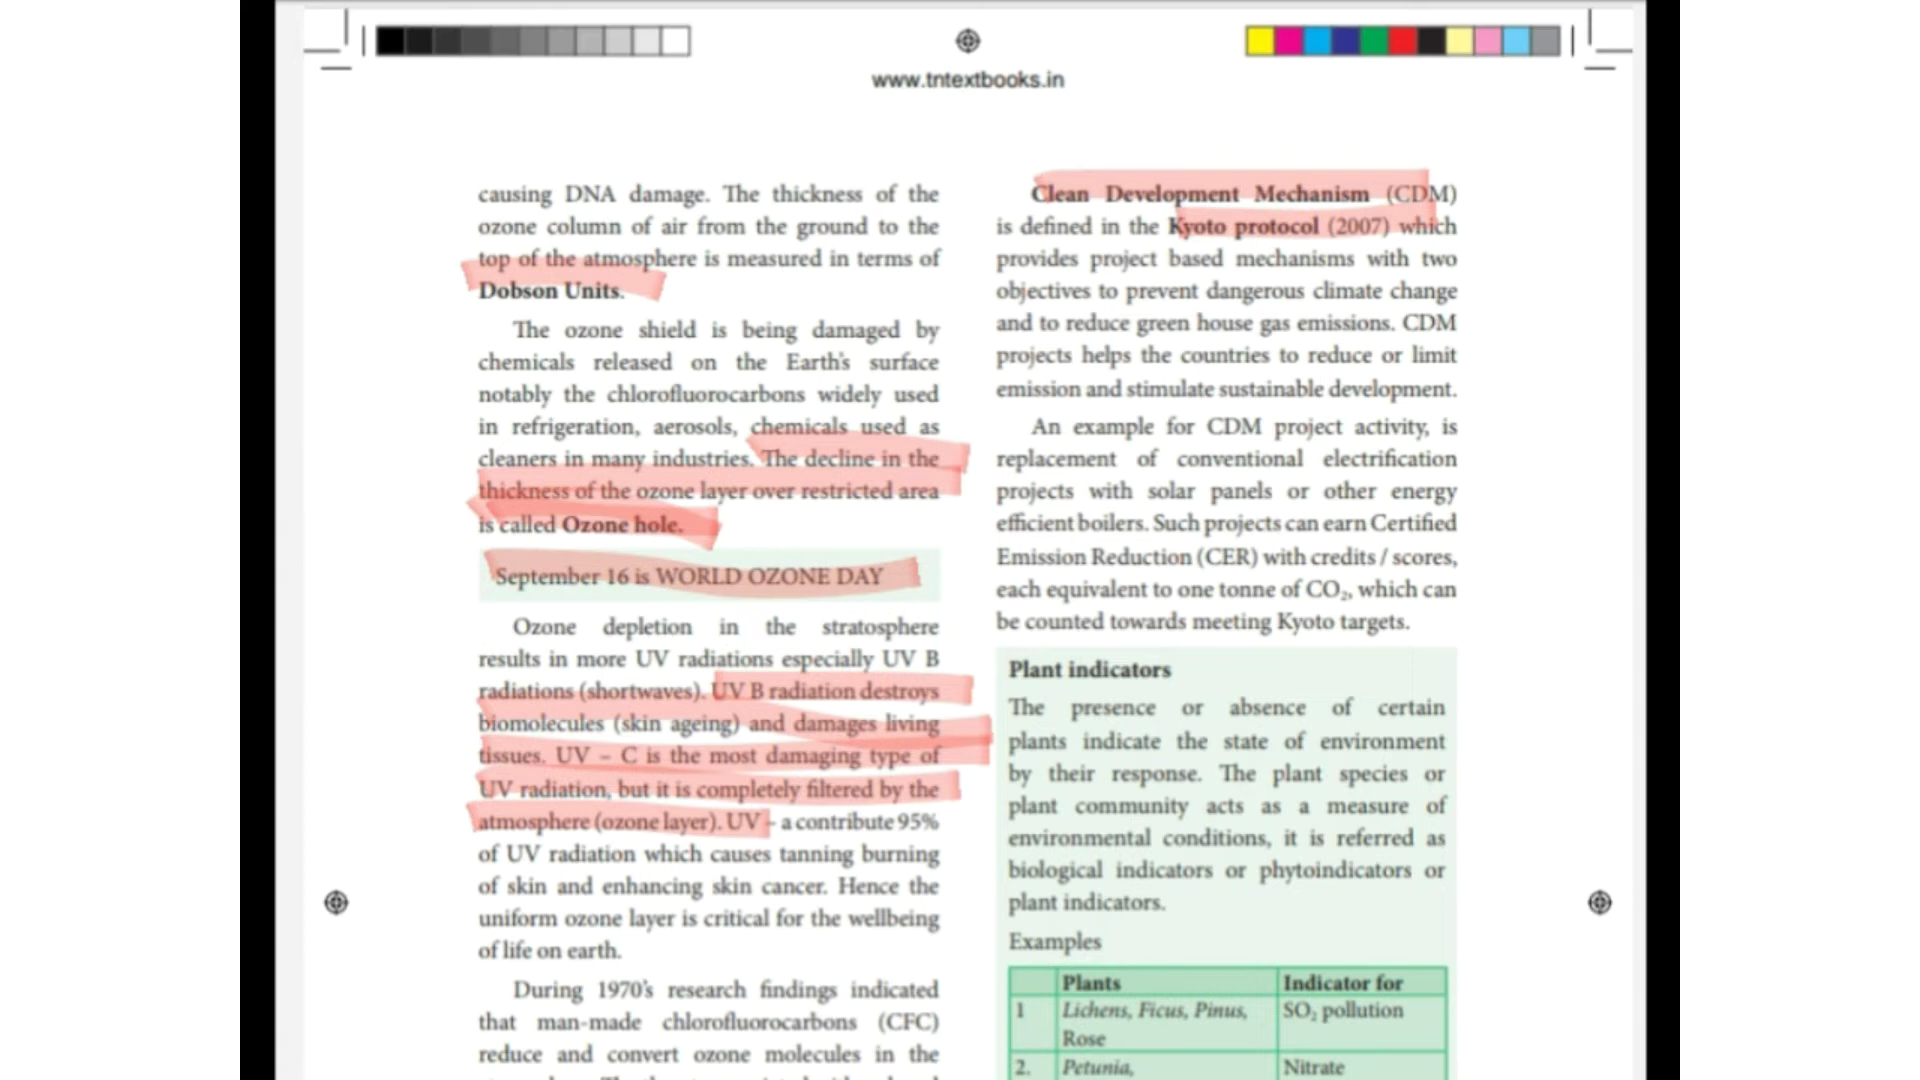 www.tntextbooks.in
causing DNA damage. The thickness of the
ozone column of air from the ground to the
top of the atmosphere is measured in terms of
Dobson Units.
The ozone shield is being damaged by
chemicals released on the Earth's surface
notably the chlorofluorocarbons widely used
in refrigeration, aerosols, chemicals used as
cleaners in many industries. The decline in the
thickness of the ozone layer over restricted area
is called Ozone hole.
September 16 is WORLD OZONE DAY
Ozone depletion in the stratosphere
results in more UV radiations especially UV B
radiations (shortwaves). UV B radiation destroys
biomolecules (skin ageing) and damages living
tissues. UV – C is the most damaging type of
UV radiation, but it is completely filtered by the
atmosphere (ozone layer). UV – a contribute 95%
of UV radiation which causes tanning burning
of skin and enhancing skin cancer. Hence the
uniform ozone layer is critical for the wellbeing
of life on earth.
During 1970's research findings indicated
that man-made chlorofluorocarbons (CFC)
reduce and convert ozone molecules in the
Clean Development Mechanism (CDM)
is defined in the Kyoto protocol (2007) which
provides project based mechanisms with two
objectives to prevent dangerous climate change
and to reduce green house gas emissions. CDM
projects helps the countries to reduce or limit
emission and stimulate sustainable development.
An example for CDM project activity, is
replacement of conventional electrification
projects with solar panels or other energy
efficient boilers. Such projects can earn Certified
Emission Reduction (CER) with credits / scores,
each equivalent to one tonne of CO₂, which can
be counted towards meeting Kyoto targets.
Plant indicators
The presence or absence of certain
plants indicate the state of environment
by their response. The plant species or
plant community acts as a measure of
environmental conditions, it is referred as
biological indicators or phytoindicators or
plant indicators.
Examples
Plants Indicator for
1 Lichens, Ficus, Pinus, SO₂ pollution
Rose
2. Petunia, Nitrate